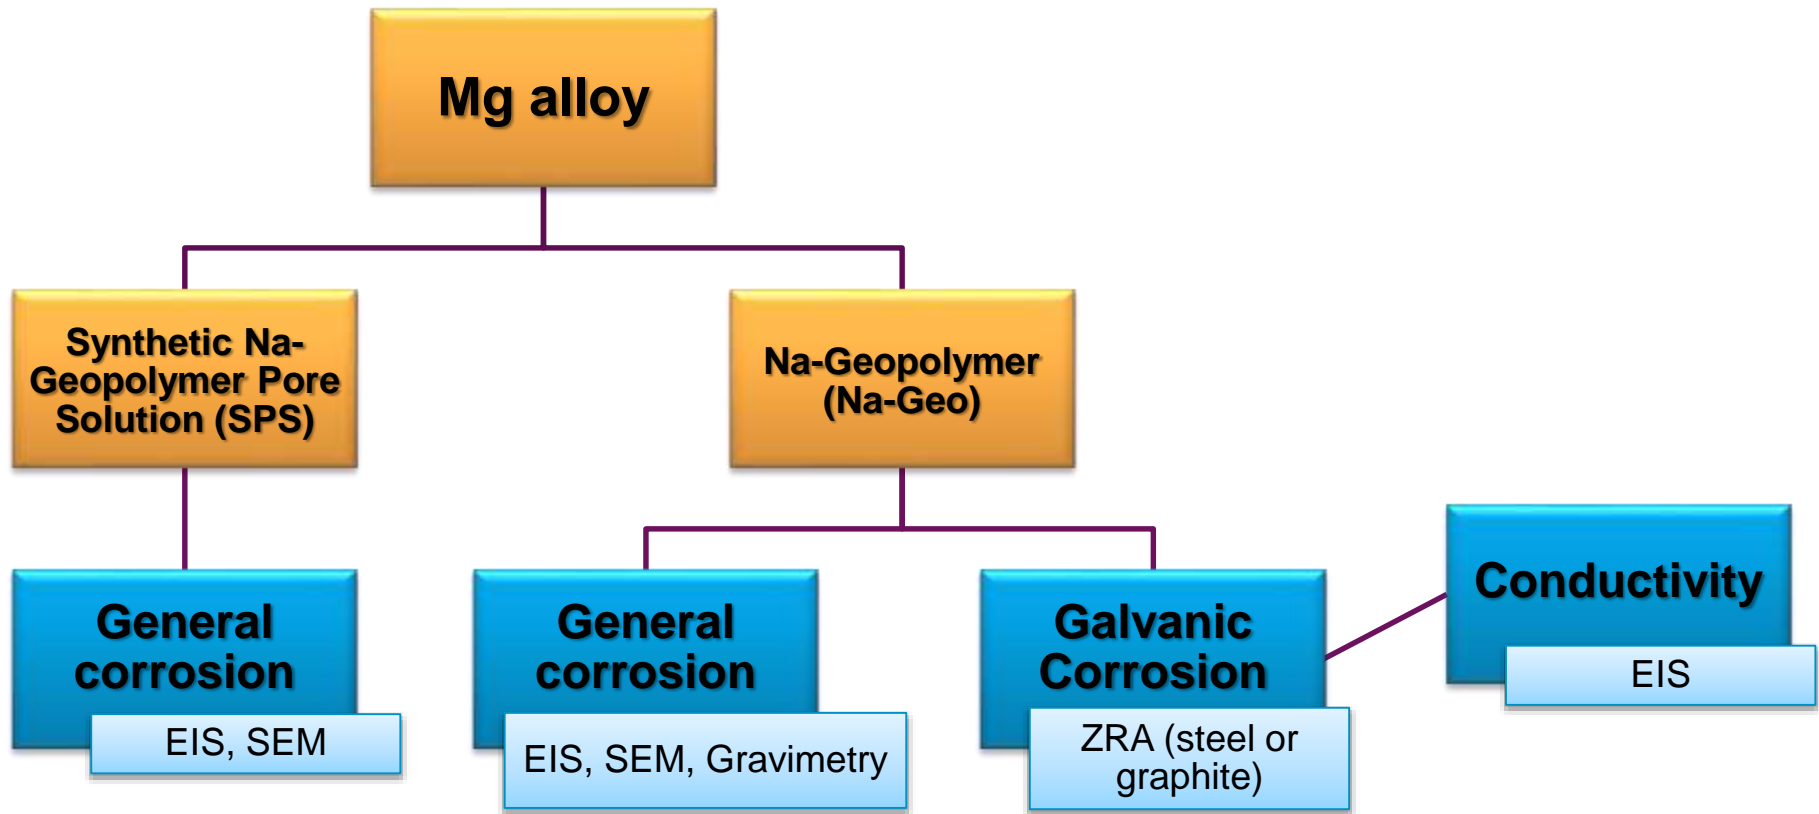 Mg alloy
Synthetic Na-
Geopolymer Pore
Solution (SPS)
Na-Geopolymer
(Na-Geo)
General
corrosion
EIS, SEM
General
corrosion
EIS, SEM, Gravimetry
Galvanic
Corrosion
ZRA (steel or
graphite)
Conductivity
EIS